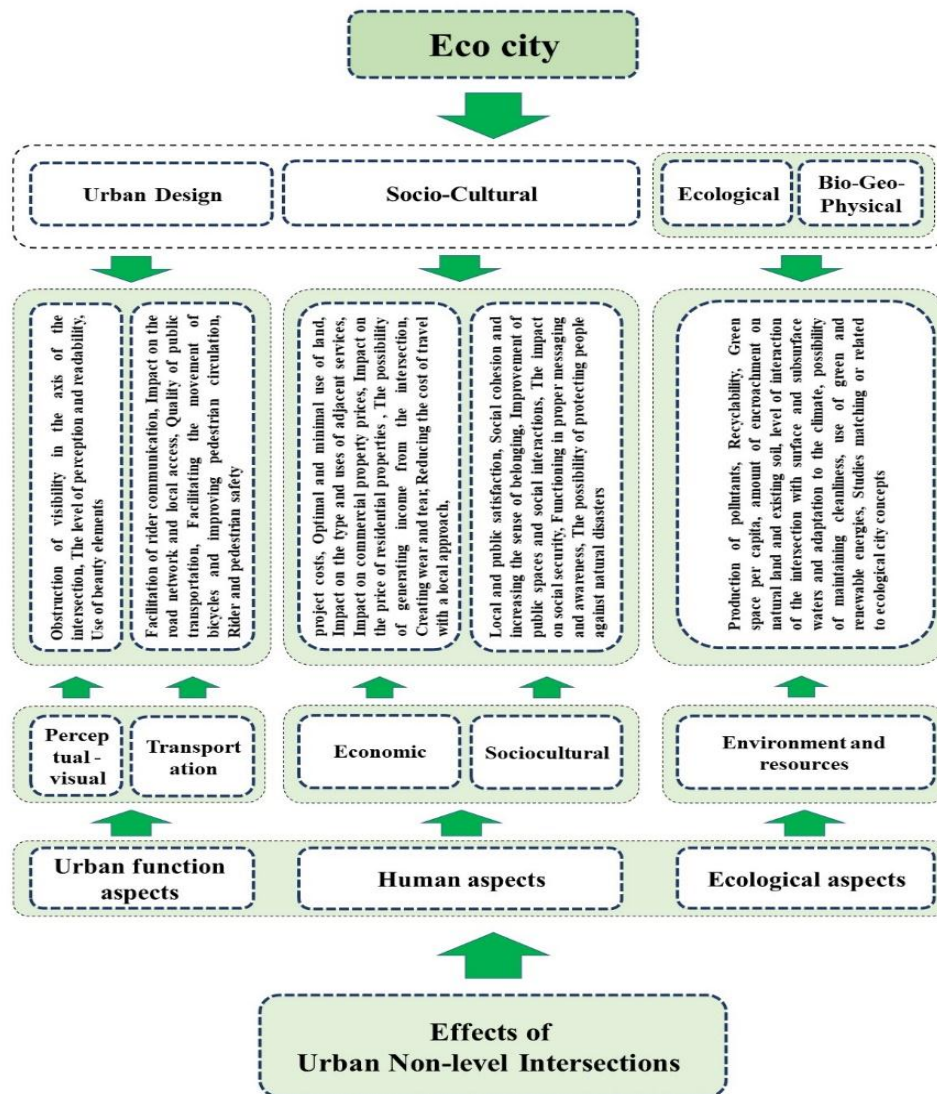 Eco city
Urban Design
Socio-Cultural
Ecological
Bio-Geo-
Physical
Obstruction of visibility in the axis of the
intersection, The level of perception and readability,
Use of beauty elements
Facilitation of rider communication, Impact on the
road network and local access, Quality of public
transportation, Facilitating the movement of
bicycles and improving pedestrian circulation,
Rider and pedestrian safety
project costs, Optimal and minimal use of land,
Impact on the type and uses of adjacent services,
Impact on commercial property prices, Impact on
the price of residential properties , The possibility
of generating income from the intersection,
Creating wear and tear, Reducing the cost of travel
with a local approach,
Local and public satisfaction, Social cohesion and
increasing the sense of belonging, Improvement of
public spaces and social interactions, The impact
on social security, Functioning in proper messaging
and awareness, The possibility of protecting people
against natural disasters
Production of pollutants, Recyclability, Green
space per capita, amount of encroachment on
natural land and existing soil, level of interaction
of the intersection with surface and subsurface
waters and adaptation to the climate, possibility
of maintaining cleanliness, use of green and
renewable energies, Studies matching or related
to ecological city concepts
Percep
tual -
visual
Transport
ation
Economic
Sociocultural
Environment and
resources
Urban function
aspects
Human aspects
Ecological aspects
Effects of
Urban Non-level Intersections